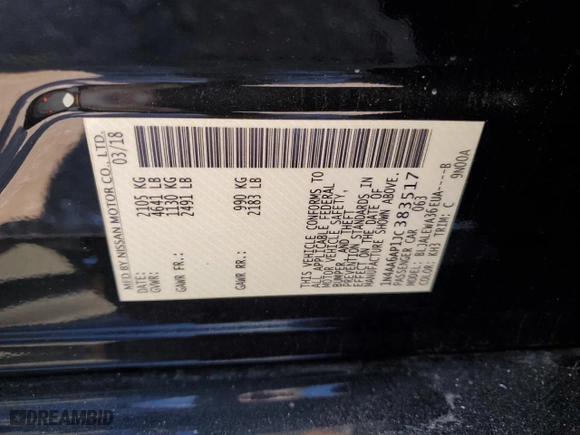 MFD BY NISSAN MOTOR CO., LTD.
03/18
GVWR: 2105 KG
4641 LB
GAWR FR: 1130 KG
2491 LB
GAWR RR: 990 KG
2183 LB
THIS VEHICLE CONFORMS TO
ALL APPLICABLE FEDERAL
MOTOR VEHICLE SAFETY,
BUMPER, AND THEFT
PREVENTION STANDARDS IN
EFFECT ON THE DATE OF
MANUFACTURE SHOWN ABOVE.
1N4AA6AP1JC383517
PASSENGER CAR 063
COLOR: KH3 TRIM: C
9N00A
DREAMBID